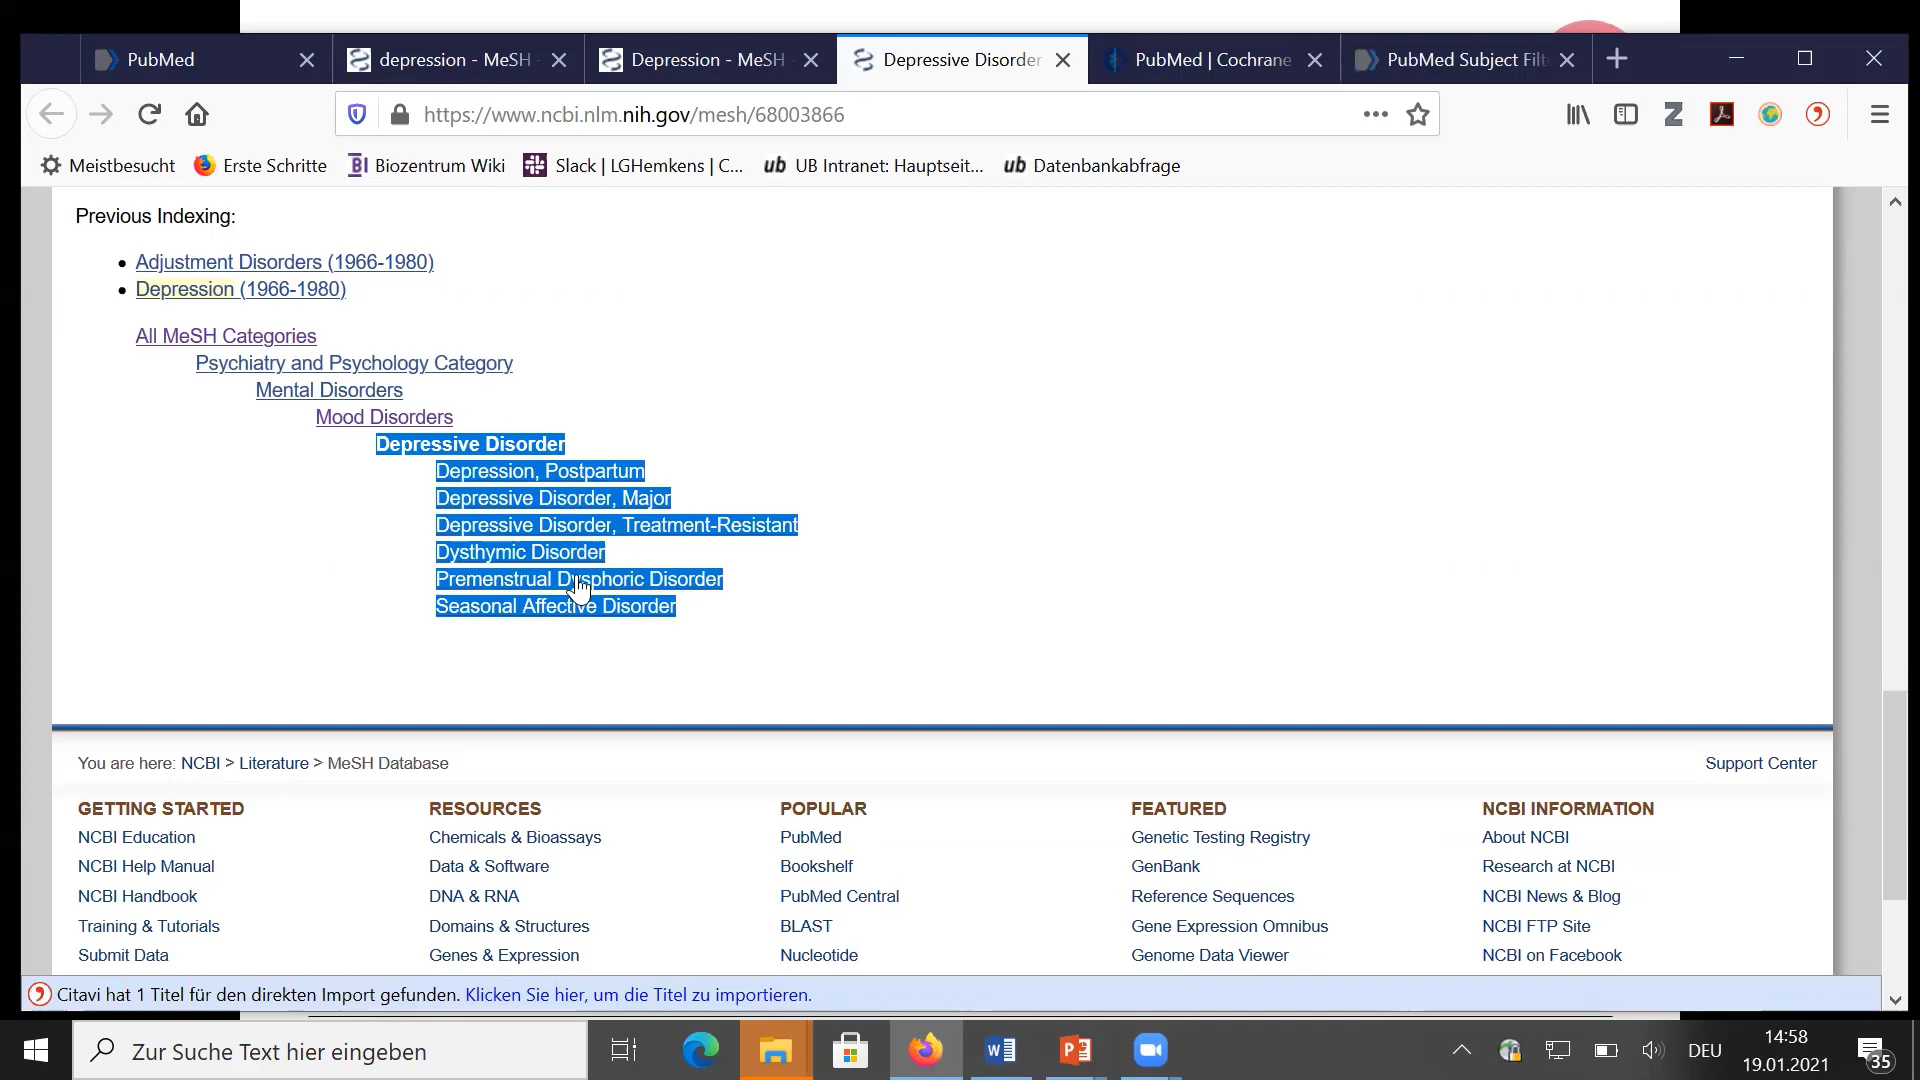 PubMed
depression - MeSH -
Depression - MeSH
Depressive Disorder
PubMed | Cochrane
PubMed Subject Filt
https://www.ncbi.nlm.nih.gov/mesh/68003866
Meistbesucht
Erste Schritte
BI Biozentrum Wiki
Slack | LGHemkens | C...
ub UB Intranet: Hauptseit...
ub Datenbankabfrage
Previous Indexing:
Adjustment Disorders (1966-1980)
Depression (1966-1980)
All MeSH Categories
Psychiatry and Psychology Category
Mental Disorders
Mood Disorders
Depressive Disorder
Depression, Postpartum
Depressive Disorder, Major
Depressive Disorder, Treatment-Resistant
Dysthymic Disorder
Premenstrual Dysphoric Disorder
Seasonal Affective Disorder
You are here: NCBI > Literature > MeSH Database
Support Center
GETTING STARTED
NCBI Education
NCBI Help Manual
NCBI Handbook
Training & Tutorials
Submit Data
RESOURCES
Chemicals & Bioassays
Data & Software
DNA & RNA
Domains & Structures
Genes & Expression
POPULAR
PubMed
Bookshelf
PubMed Central
BLAST
Nucleotide
FEATURED
Genetic Testing Registry
GenBank
Reference Sequences
Gene Expression Omnibus
Genome Data Viewer
NCBI INFORMATION
About NCBI
Research at NCBI
NCBI News & Blog
NCBI FTP Site
NCBI on Facebook
Citavi hat 1 Titel für den direkten Import gefunden. Klicken Sie hier, um die Titel zu importieren.
Zur Suche Text hier eingeben
DEU
14:58
19.01.2021
35